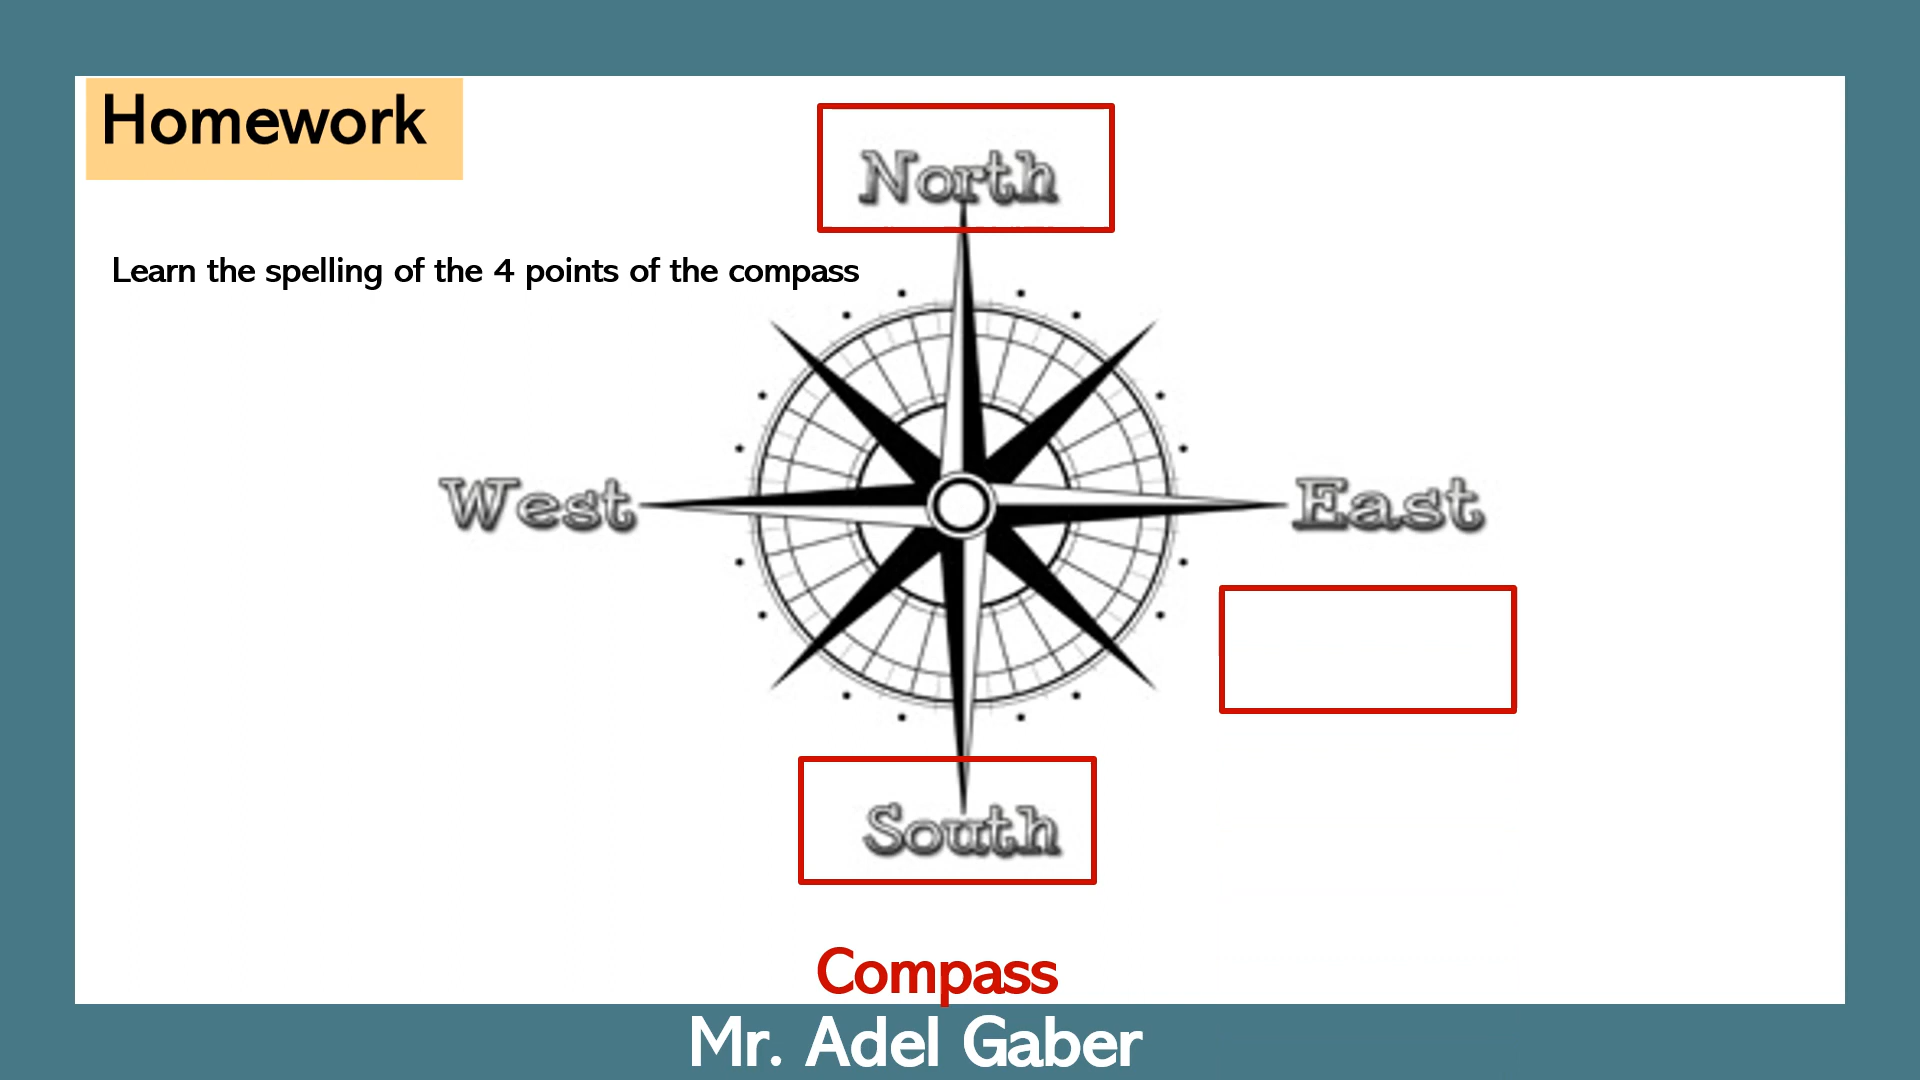 Homework
North
Learn the spelling of the 4 points of the compass
West
East
South
Compass
Mr. Adel Gaber